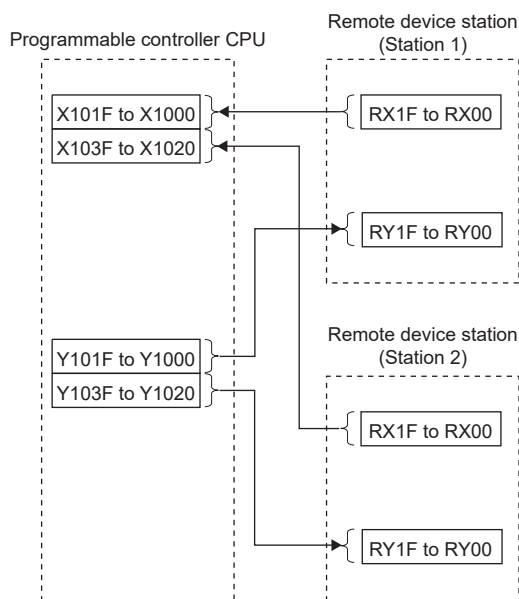 Programmable controller CPU
Remote device station
(Station 1)
X101F to X1000
RX1F to RX00
X103F to X1020
RY1F to RY00
Y101F to Y1000
Y103F to Y1020
Remote device station
(Station 2)
RX1F to RX00
RY1F to RY00